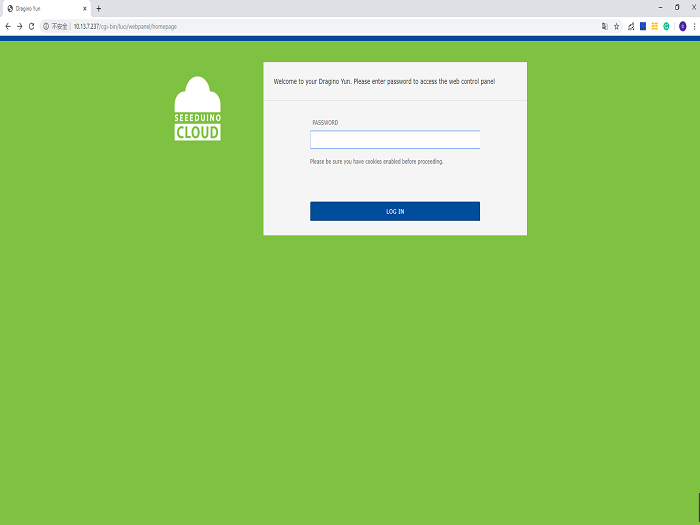 Dragino Yun
不安全 10.13.7.237/cgi-bin/luci/webpanel/homepage
SEEEDUINO
CLOUD
Welcome to your Dragino Yun. Please enter password to access the web control panel
PASSWORD
Please be sure you have cookies enabled before proceeding.
LOG IN